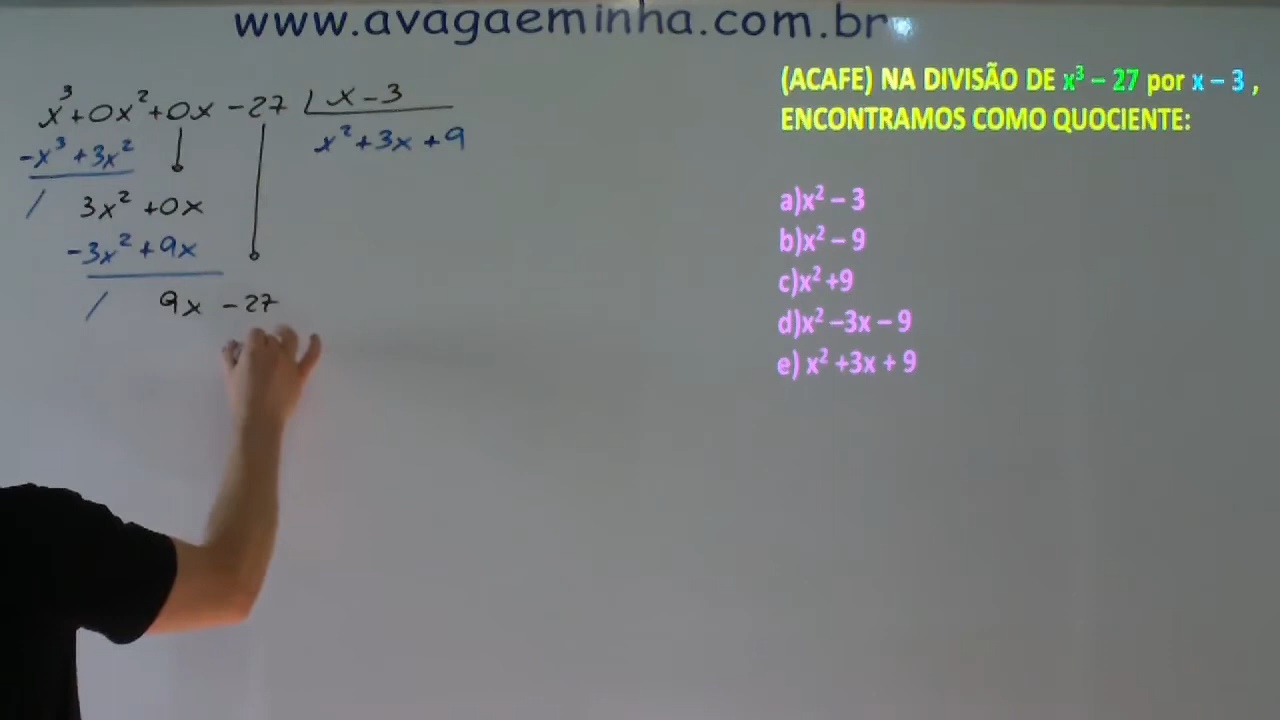 www.avagaeminha.com.br
x³+0x²+0x -27 | x-3
-x³+3x² x²+3x+9
/ 3x²+0x
-3x²+9x
/ 9x -27
(ACAFE) NA DIVISÃO DE x³ – 27 por x – 3 ,
ENCONTRAMOS COMO QUOCIENTE:
a)x² – 3
b)x² – 9
c)x² +9
d)x² –3x – 9
e) x² +3x + 9